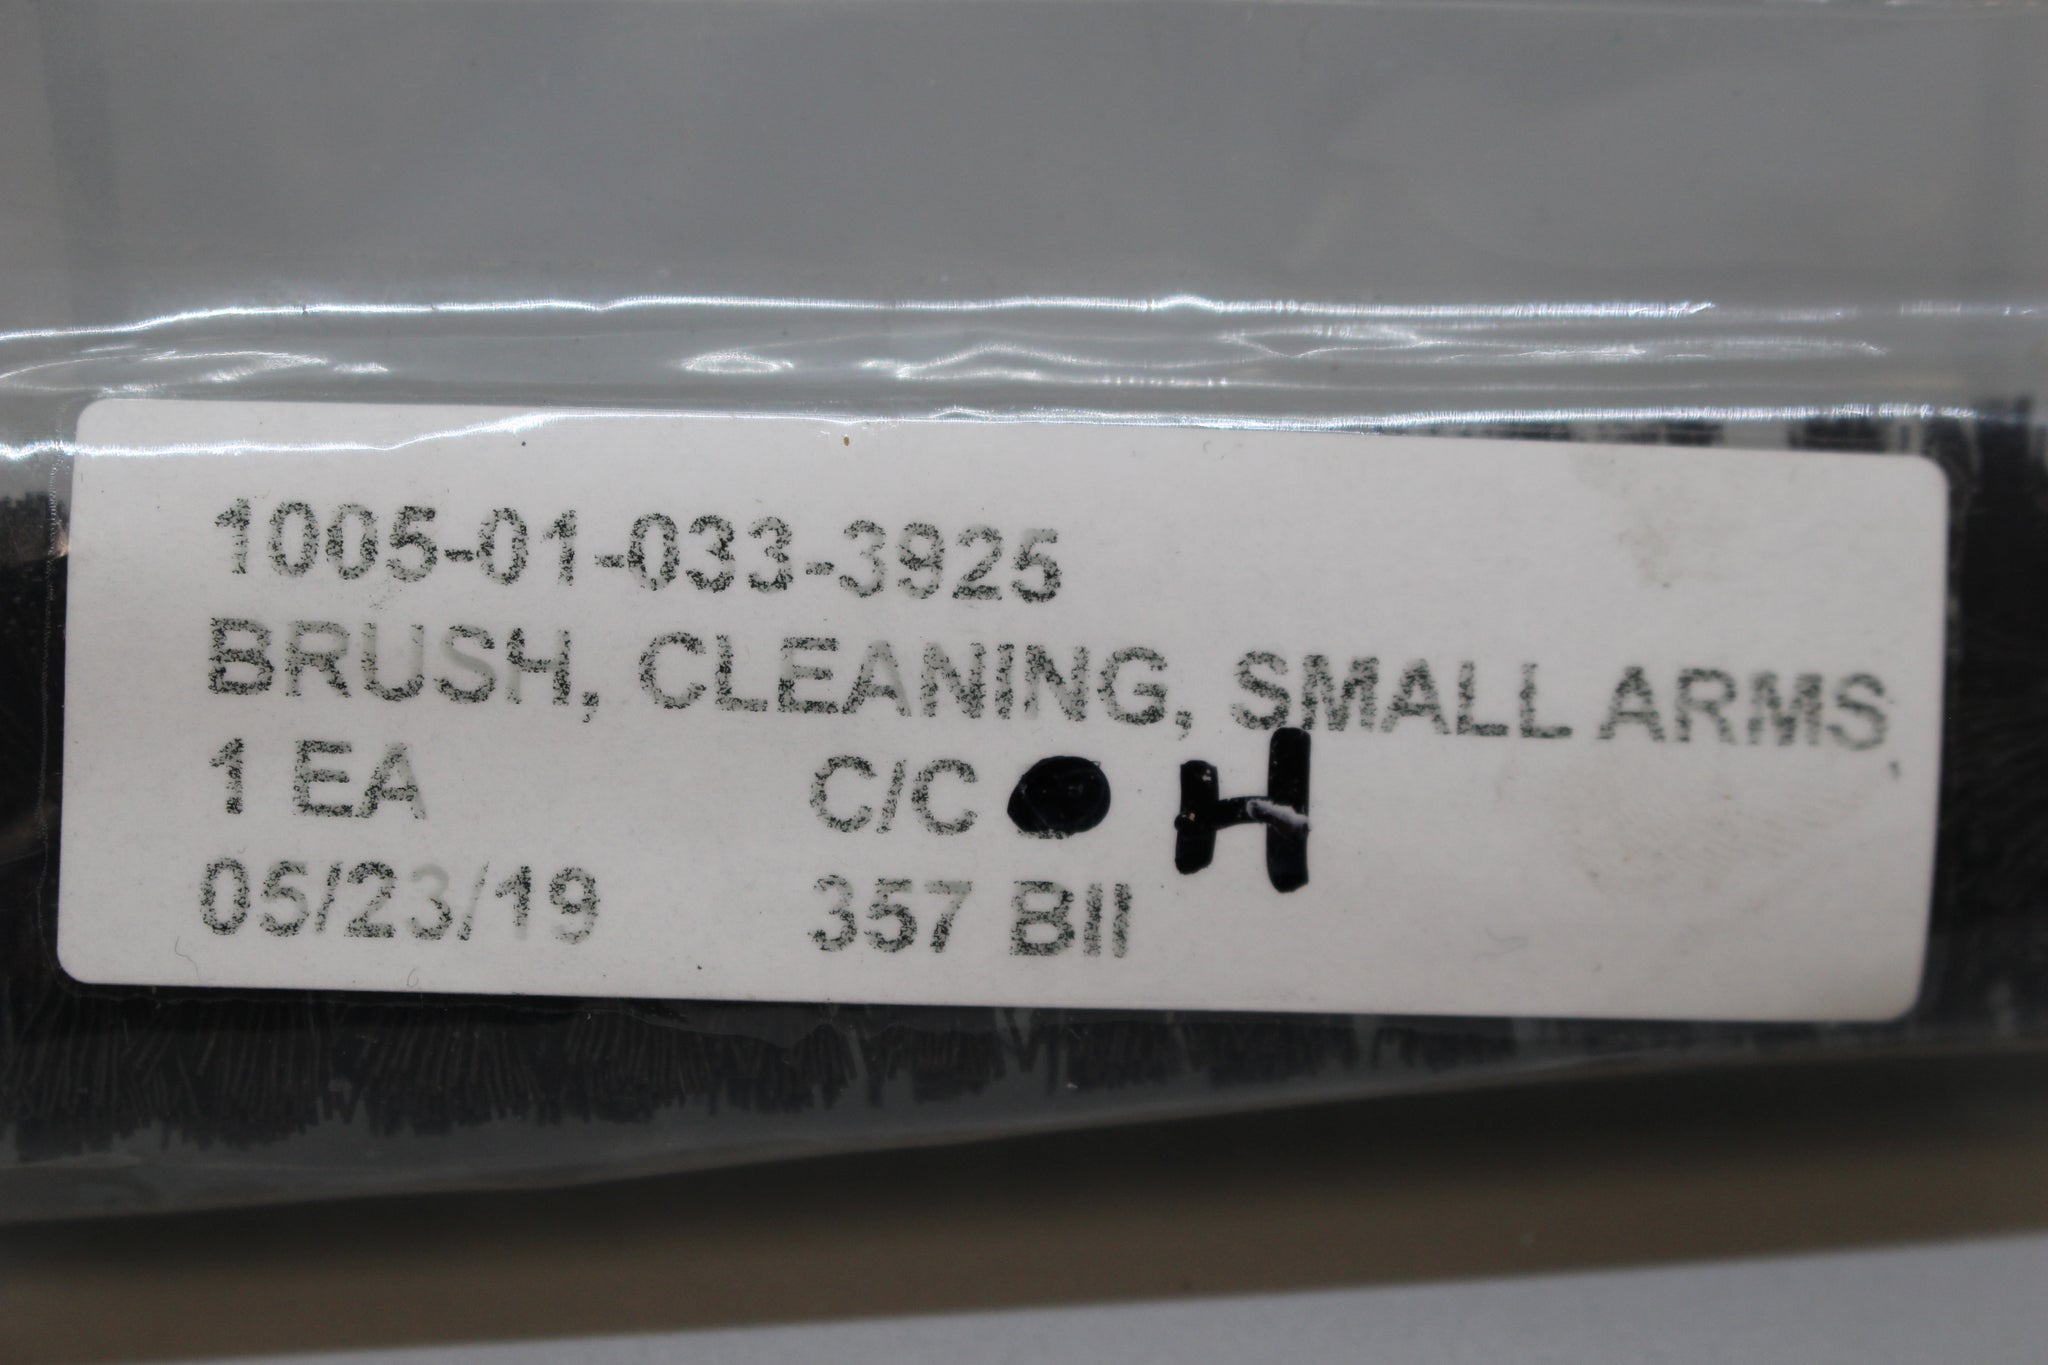 1005-01-033-3925
BRUSH, CLEANING, SMALL ARMS
1 EA C/C H
05/23/19 357 BII